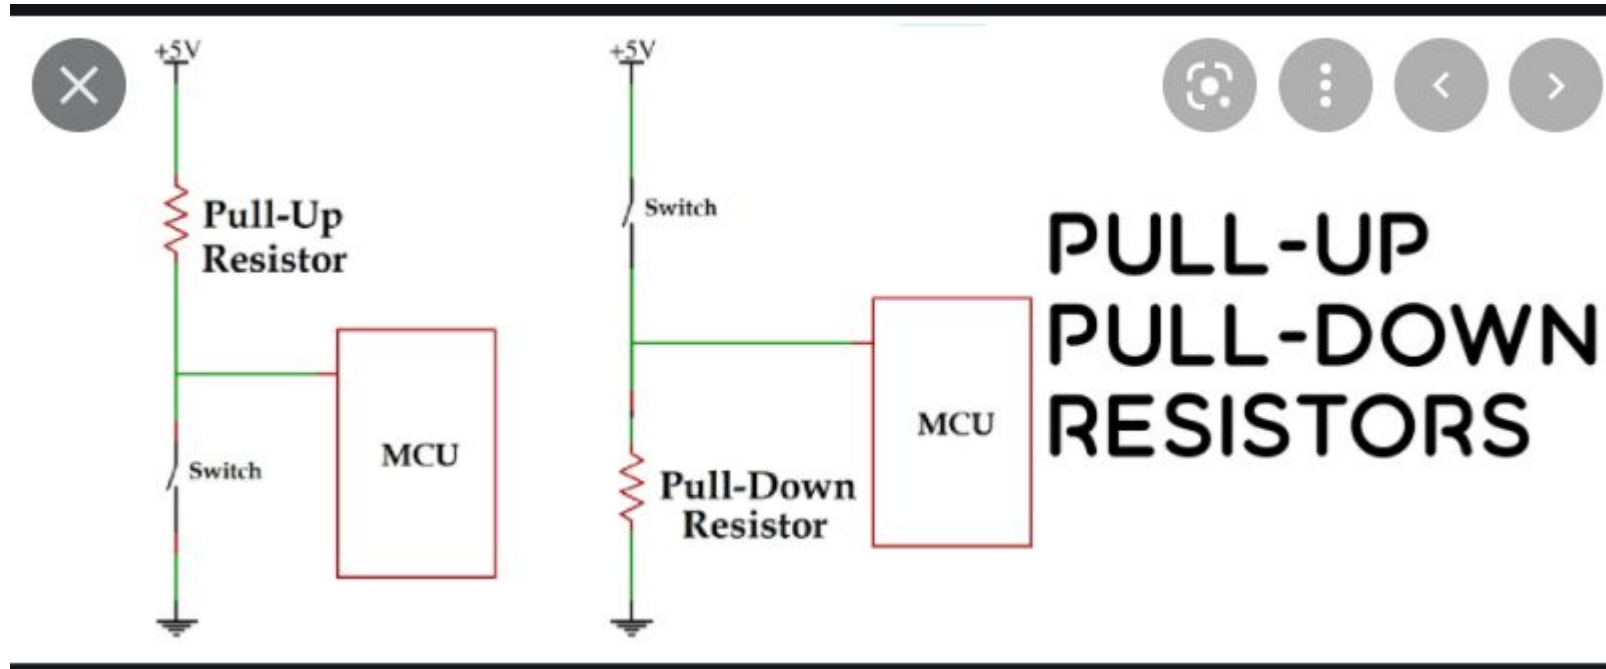 +5V
Pull-Up
Resistor
Switch
MCU
+5V
Switch
MCU
Pull-Down
Resistor
PULL-UP
PULL-DOWN
RESISTORS